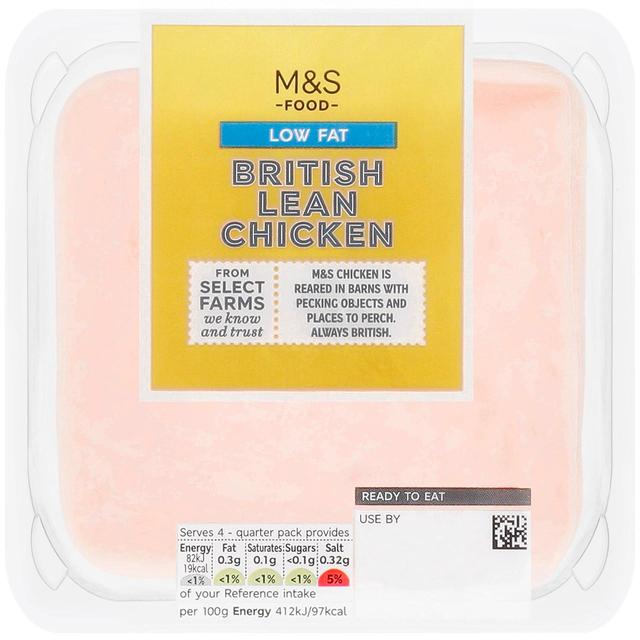 M&S
-FOOD-
LOW FAT
BRITISH
LEAN
CHICKEN
FROM
SELECT
FARMS
we know
and trust
M&S CHICKEN IS
REARED IN BARNS WITH
PECKING OBJECTS AND
PLACES TO PERCH.
ALWAYS BRITISH.
READY TO EAT
USE BY
Serves 4 - quarter pack provides
Energy Fat Saturates Sugars Salt
82kJ 0.3g 0.1g <0.1g 0.32g
19kcal
<1% <1% <1% <1% 5%
of your Reference intake
per 100g Energy 412kJ/97kcal